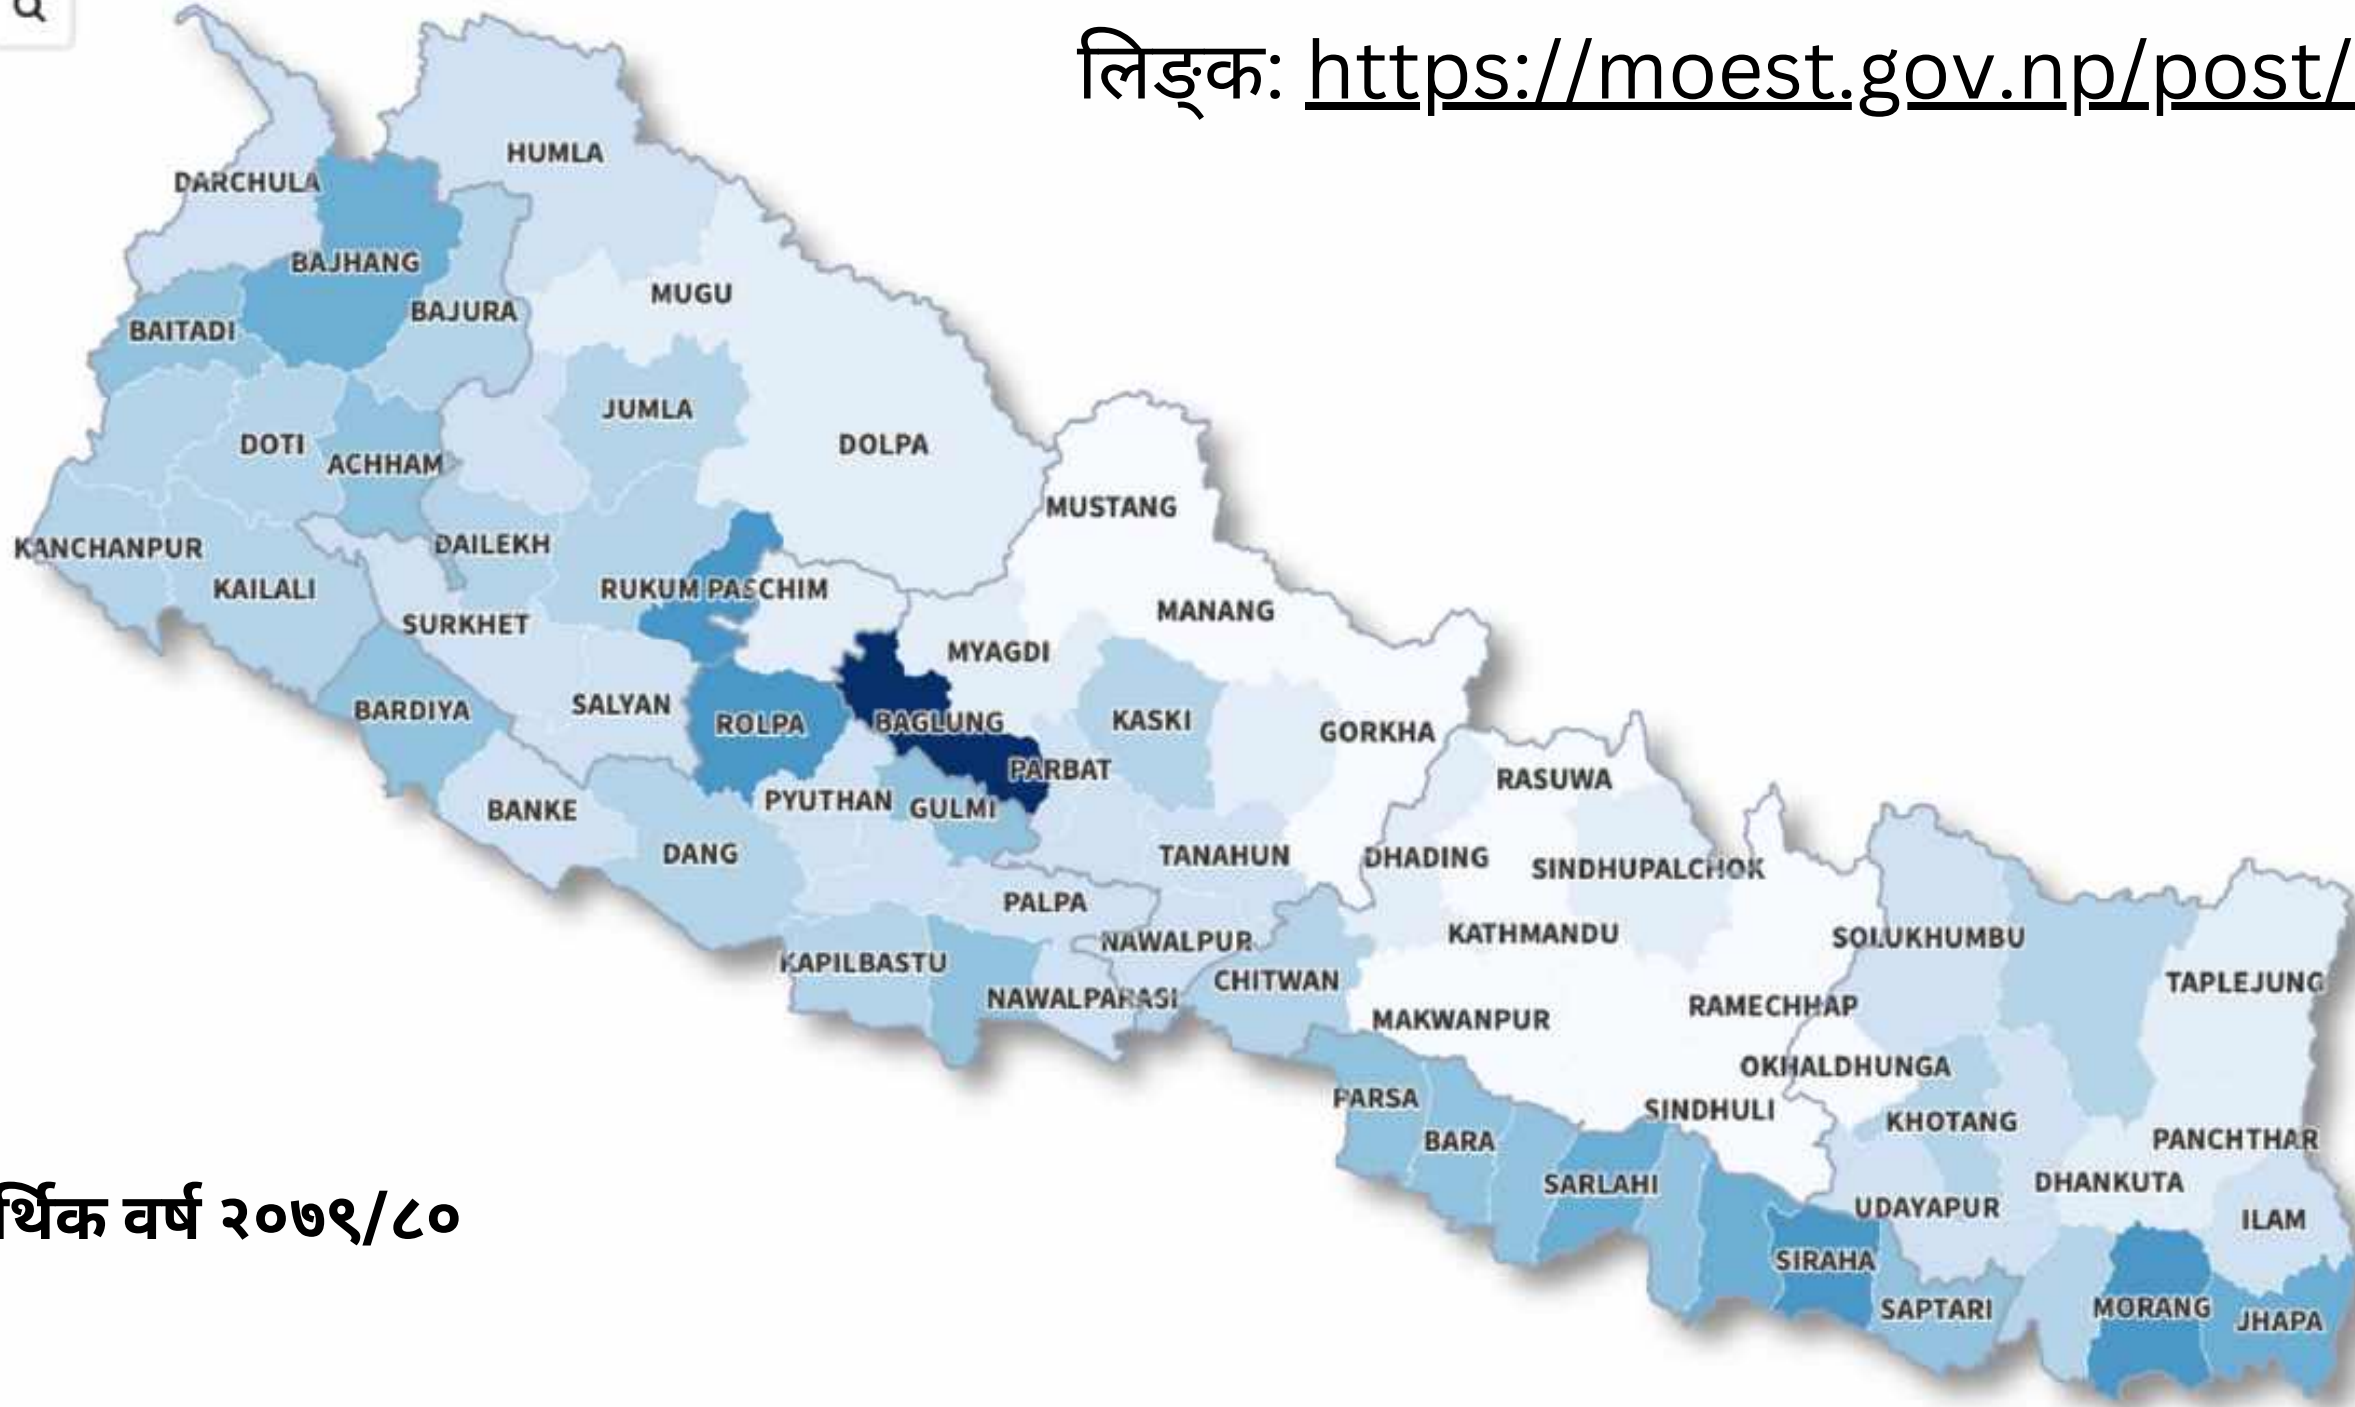 लिङ्क: https://moest.gov.np/post/
HUMLA
DARCHULA
BAJHANG
MUGU
BAJURA
BAITADI
JUMLA
DOTI
DOLPA
ACHHAM
MUSTANG
KANCHANPUR
DAILEKH
KAILALI
RUKUM PASCHIM
MANANG
SURKHET
MYAGDI
SALYAN
BARDIYA
ROLPA
BAGLUNG
KASKI
GORKHA
PARBAT
RASUWA
PYUTHAN
GULMI
BANKE
DANG
TANAHUN
DHADING
SINDHUPALCHOK
PALPA
KATHMANDU
SOLUKHUMBU
NAWALPUR
KAPILBASTU
CHITWAN
TAPLEJUNG
NAWALPARASI
RAMECHHAP
MAKWANPUR
OKHALDHUNGA
PARSA
SINDHULI
KHOTANG
BARA
PANCHTHAR
SARLAHI
DHANKUTA
UDAYAPUR
ILAM
र्थिक वर्ष २०७९/८०
SIRAHA
SAPTARI
MORANG
JHAPA